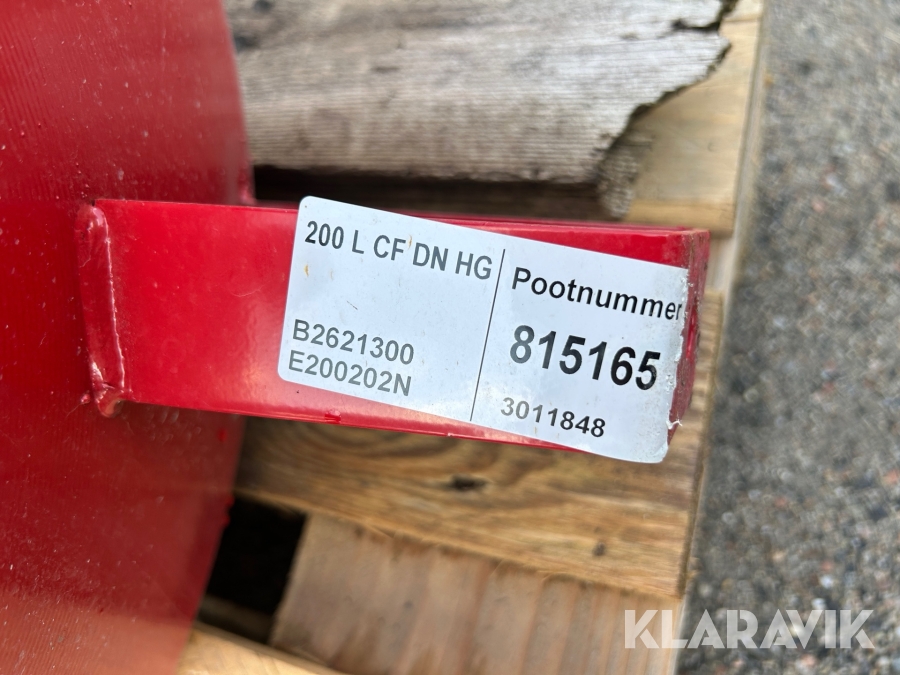 200 L CF DN HG
B2621300
E200202N
Pootnummer
815165
3011848
KLARAVIK